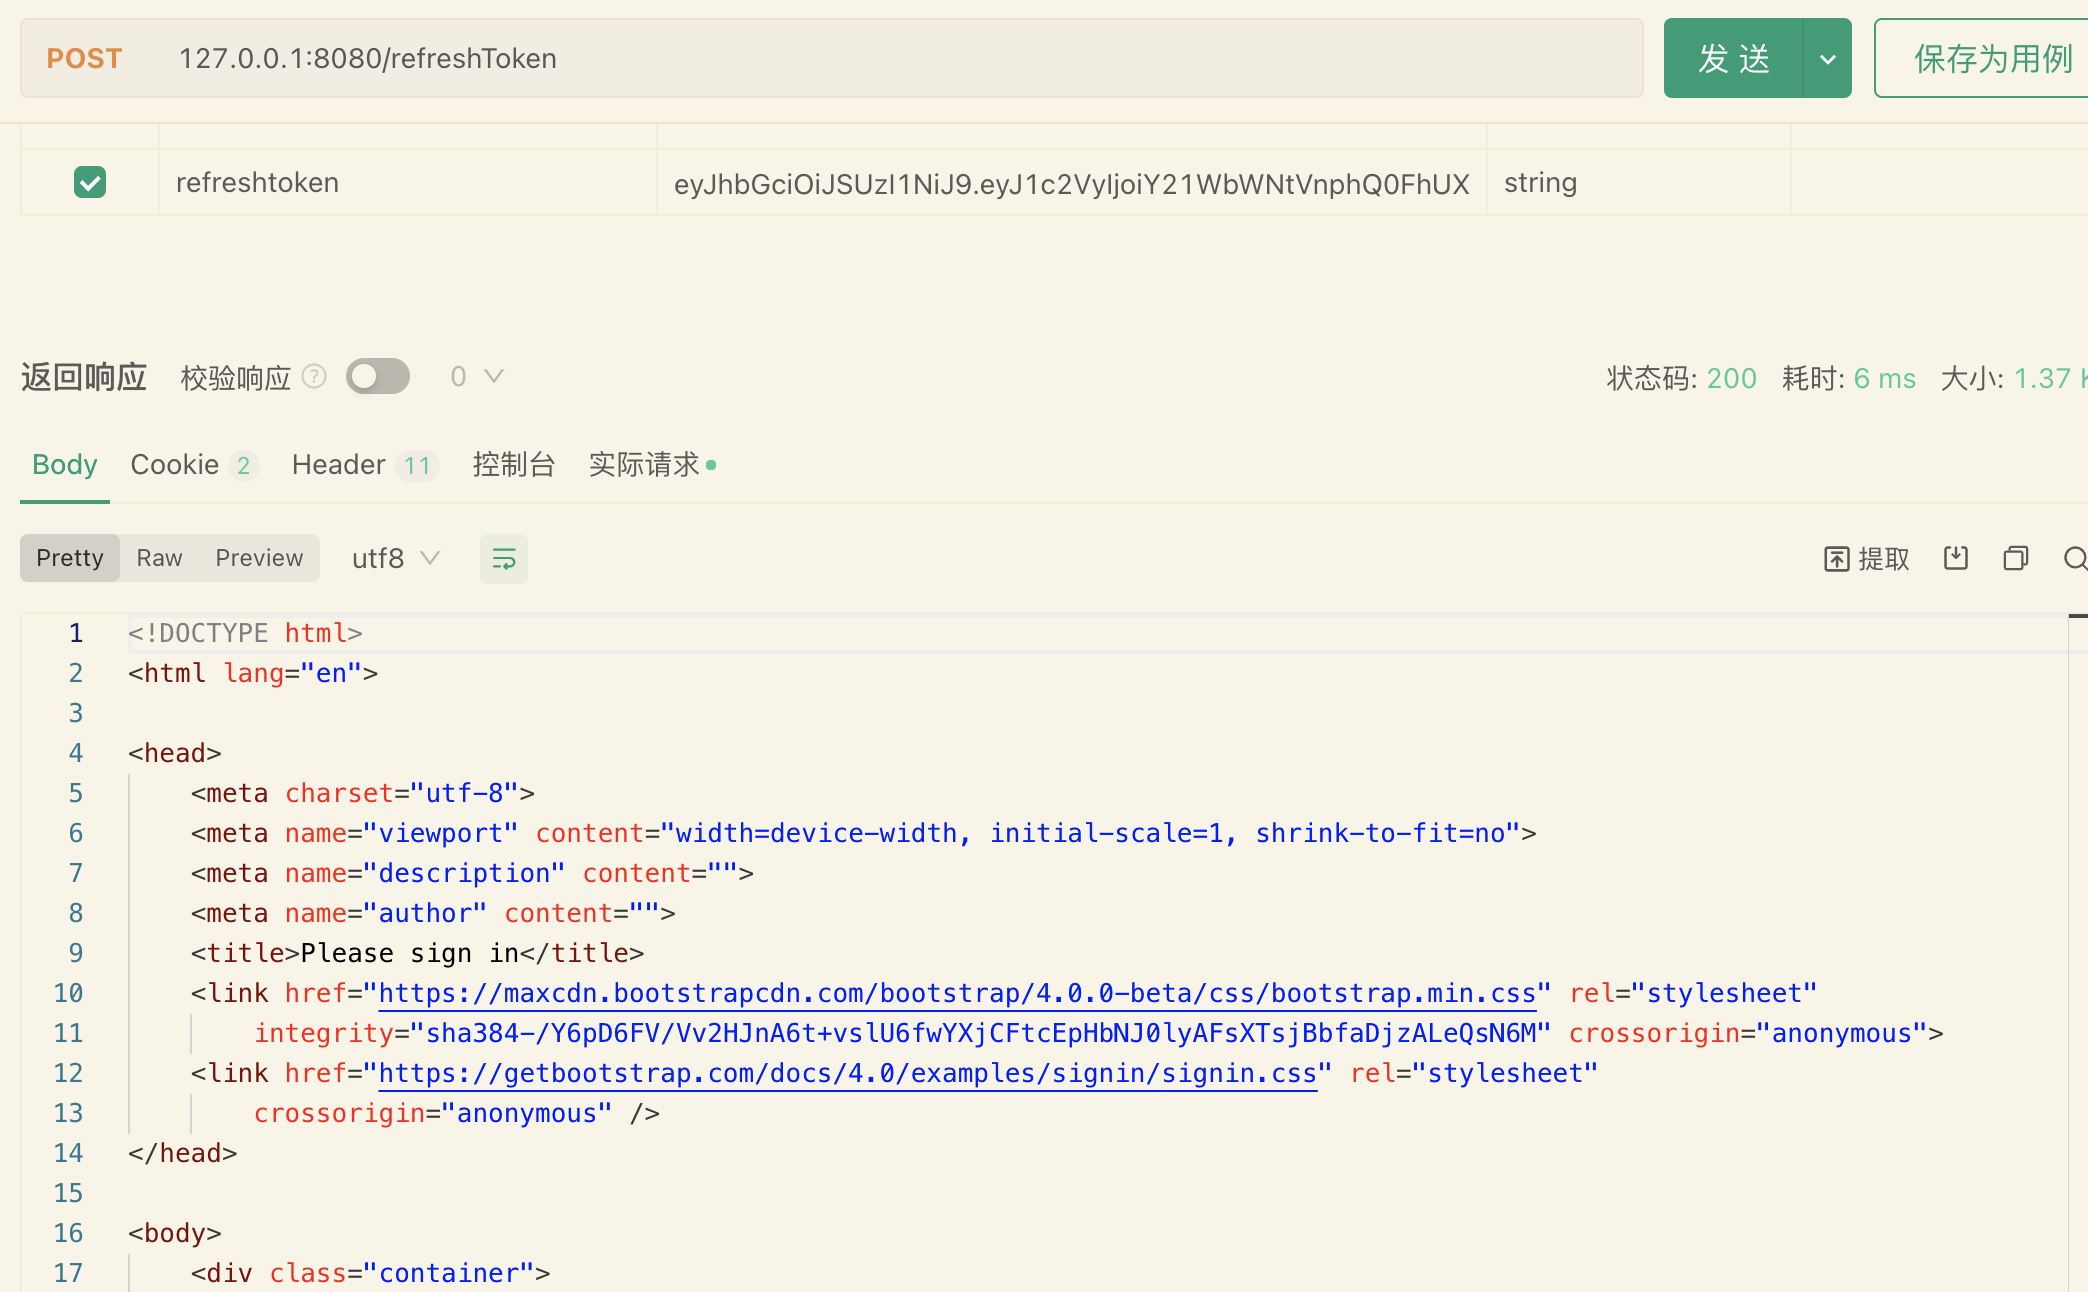 POST 127.0.0.1:8080/refreshToken 发 送 保存为用例
refreshtoken eyJhbGciOiJSUzI1NiJ9.eyJ1c2VyIjoiY21WbWNtVnphQ0FhUX string
返回响应 校验响应 ? 0 状态码: 200 耗时: 6 ms 大小: 1.37
Body Cookie 2 Header 11 控制台 实际请求
Pretty Raw Preview utf8 提取
1 <!DOCTYPE html>
2 <html lang="en">
3
4 <head>
5 <meta charset="utf-8">
6 <meta name="viewport" content="width=device-width, initial-scale=1, shrink-to-fit=no">
7 <meta name="description" content="">
8 <meta name="author" content="">
9 <title>Please sign in</title>
10 <link href="https://maxcdn.bootstrapcdn.com/bootstrap/4.0.0-beta/css/bootstrap.min.css" rel="stylesheet"
11 integrity="sha384-/Y6pD6FV/Vv2HJnA6t+vslU6fwYXjCFtcEpHbNJ0lyAFsXTsjBbfaDjzALeQsN6M" crossorigin="anonymous">
12 <link href="https://getbootstrap.com/docs/4.0/examples/signin/signin.css" rel="stylesheet"
13 crossorigin="anonymous" />
14 </head>
15
16 <body>
17 <div class="container">